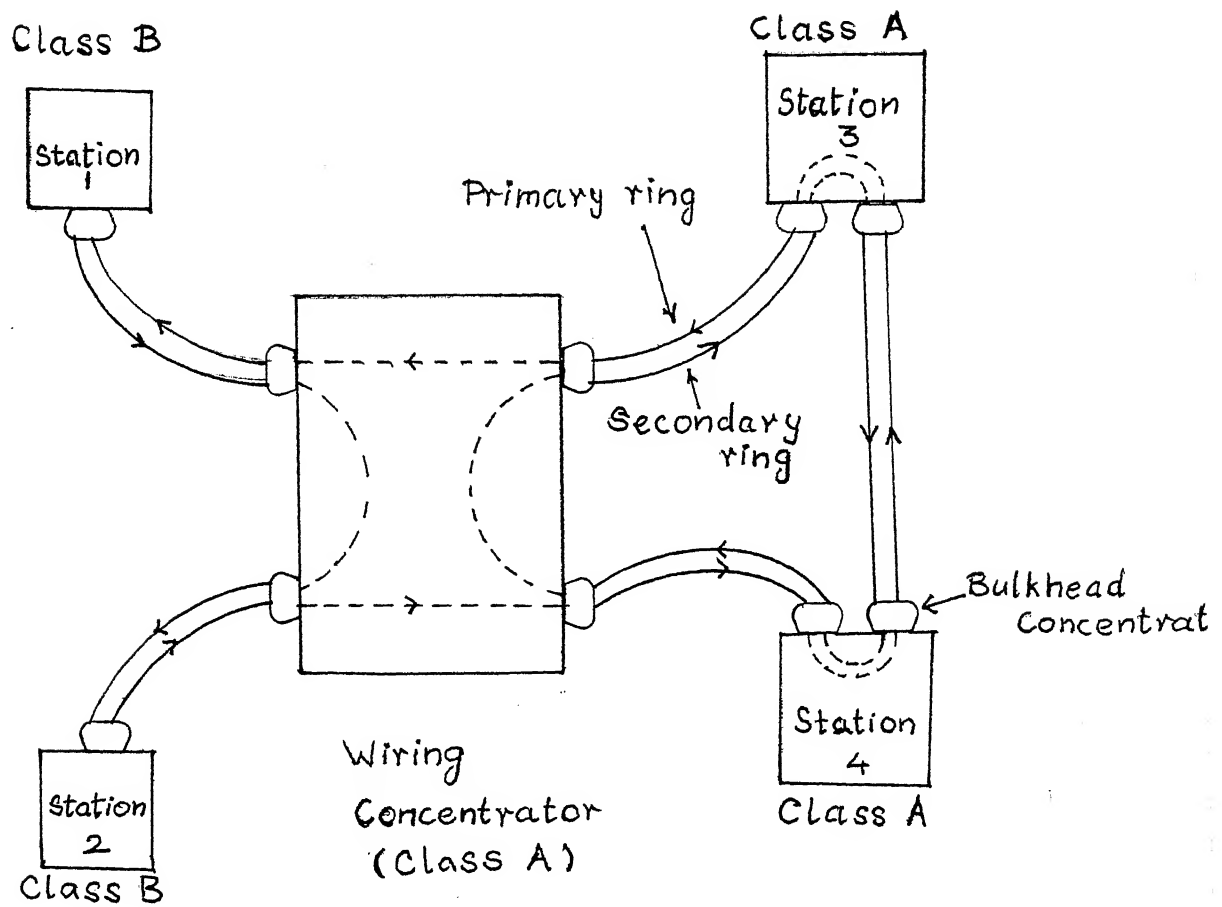 Class B
Class A
Station
1
Station
3
Primary ring
Secondary
ring
Bulkhead
Concentrat
Station
4
Class A
Wiring
Concentrator
(Class A)
Station
2
Class B